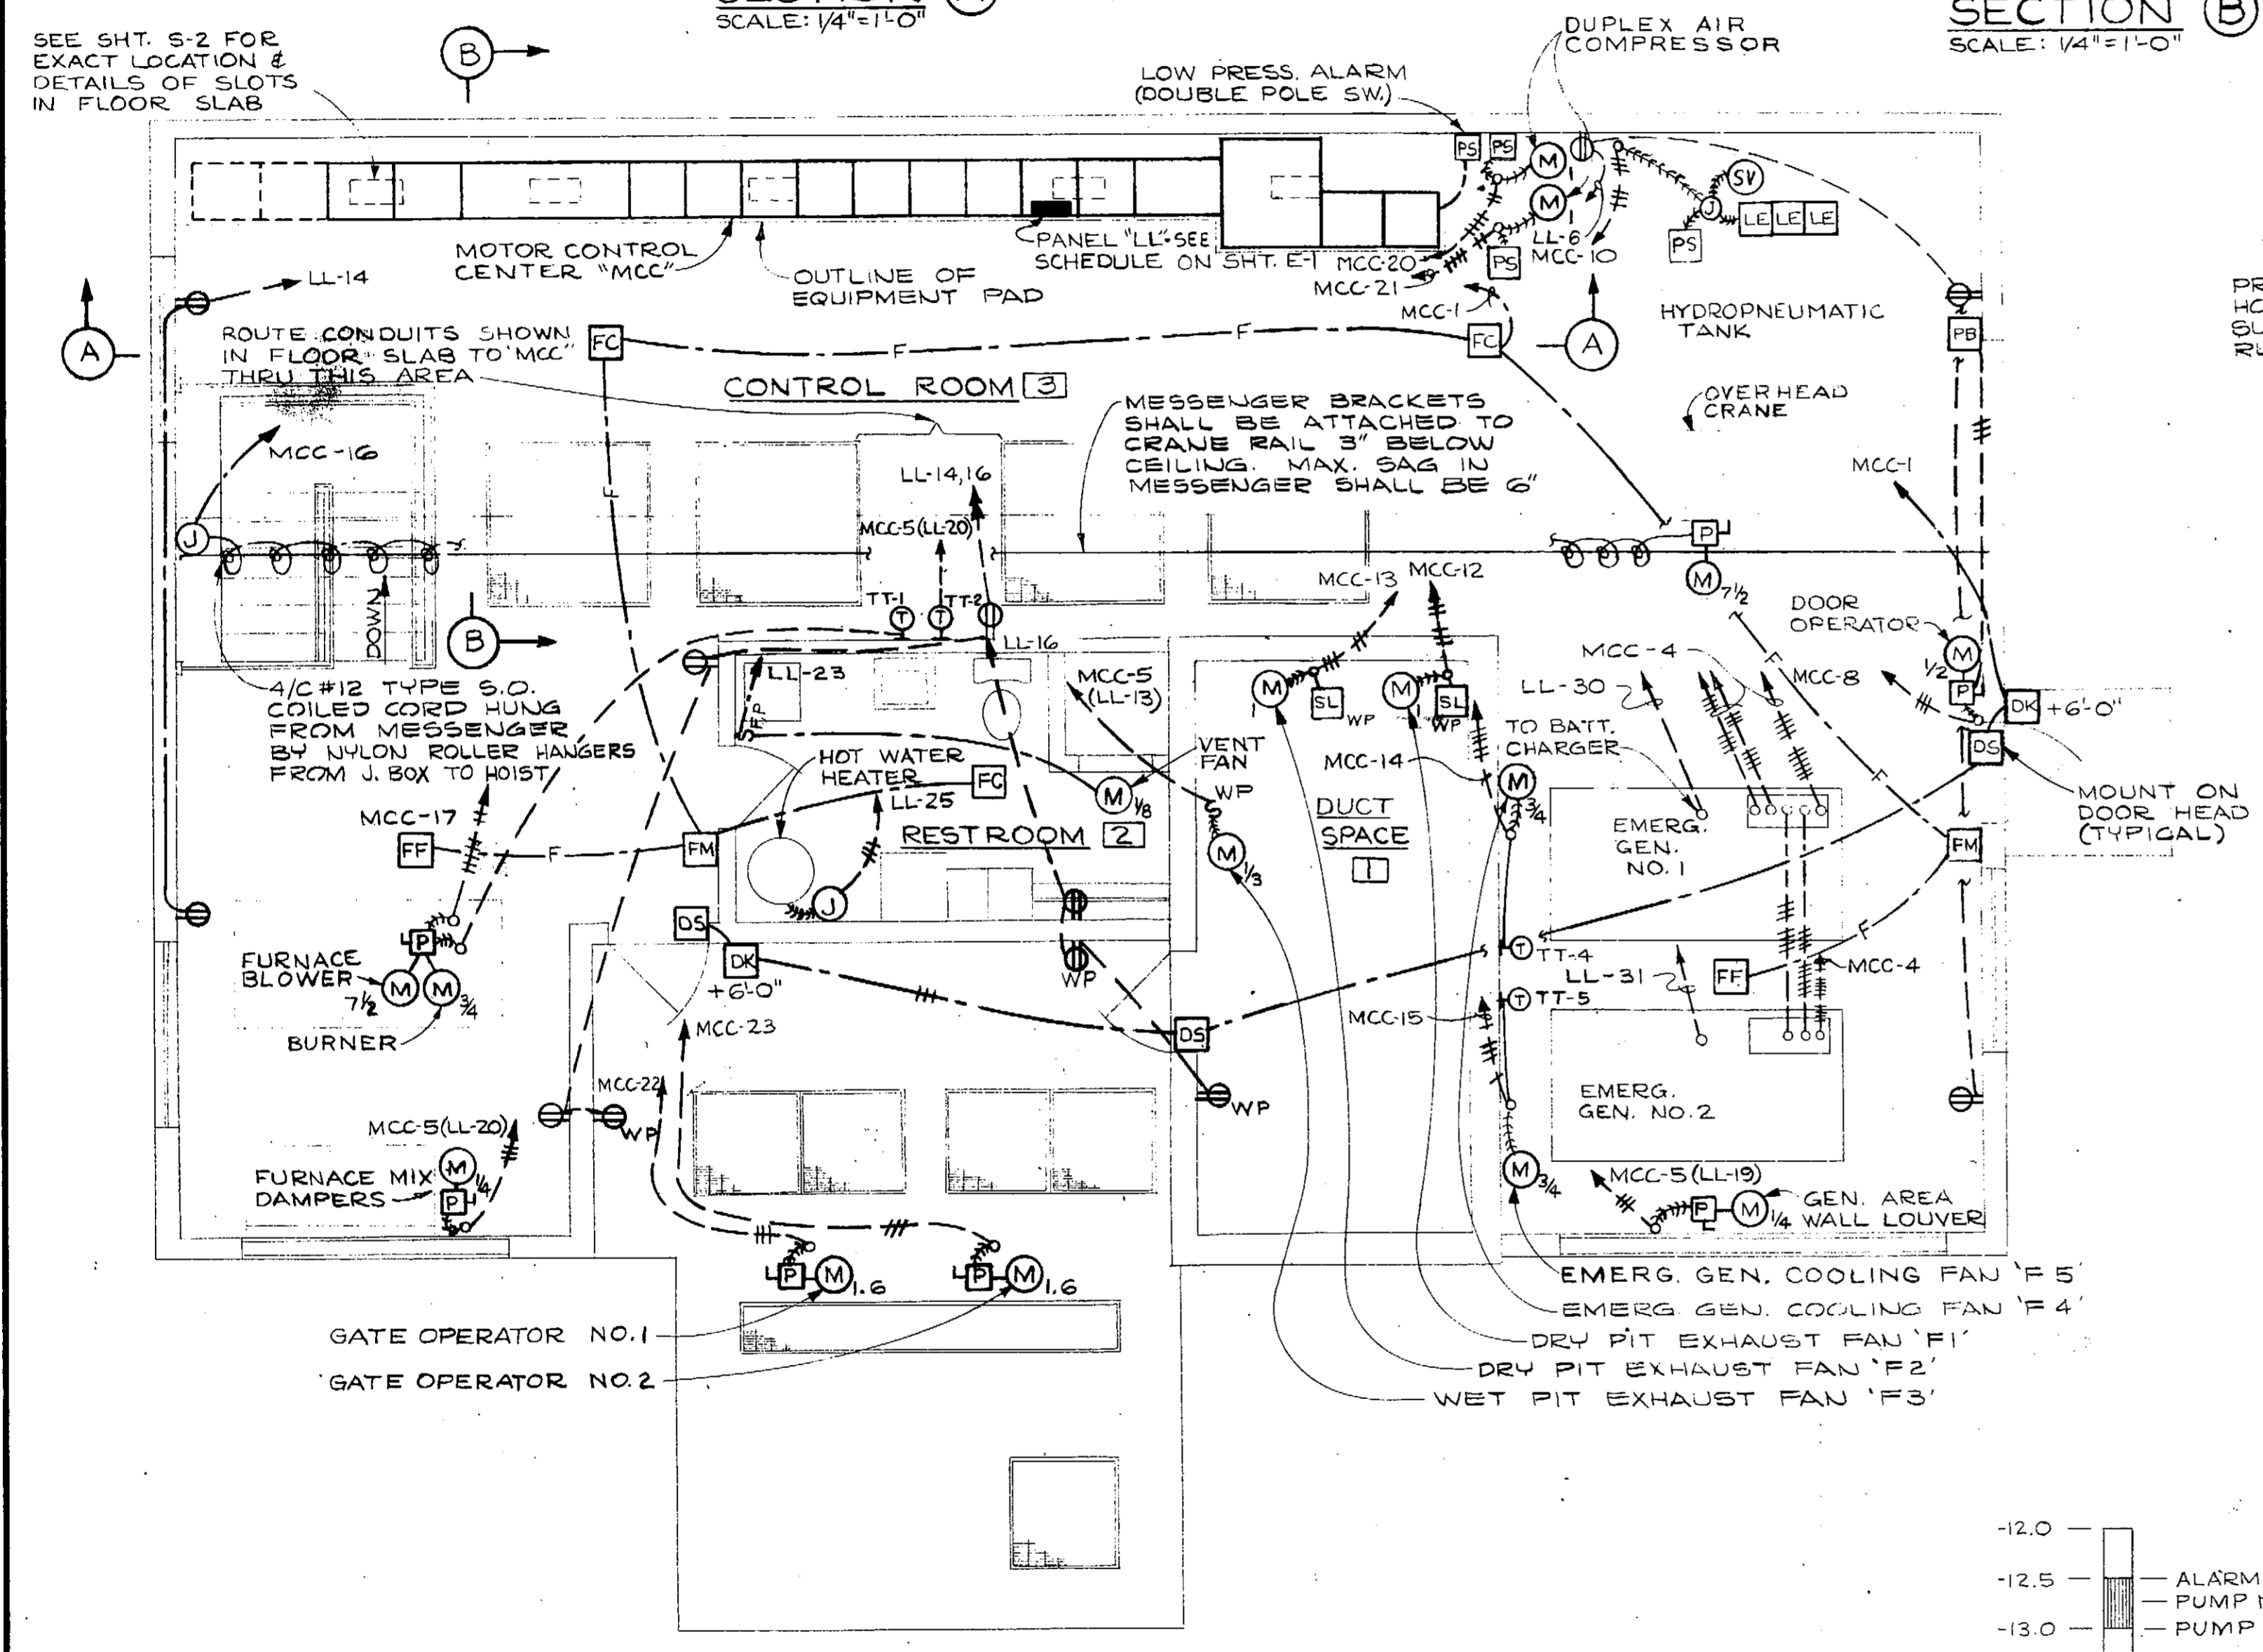 SECTION A
SCALE: 1/4"=1'-0"
SECTION B
SCALE: 1/4"=1'-0"
SEE SHT. S-2 FOR
EXACT LOCATION &
DETAILS OF SLOTS
IN FLOOR SLAB
B
DUPLEX AIR
COMPRESSOR
LOW PRESS. ALARM
(DOUBLE POLE SW.)
PS
PS
M
1
M
1
SV
J
LE LE LE
PS
PS
MOTOR CONTROL
CENTER "MCC"
OUTLINE OF
EQUIPMENT PAD
PANEL "LL"-SEE
SCHEDULE ON SHT. E-1
LL-6
MCC-10
MCC-20
MCC-21
MCC-1
HYDROPNEUMATIC
TANK
LL-14
A
A
ROUTE CONDUITS SHOWN
IN FLOOR SLAB TO "MCC"
THRU THIS AREA
FC
F
FC
PB
CONTROL ROOM 3
OVERHEAD
CRANE
MESSENGER BRACKETS
SHALL BE ATTACHED TO
CRANE RAIL 3" BELOW
CEILING. MAX. SAG IN
MESSENGER SHALL BE 6"
MCC-16
F
LL-14,16
MCC-5(LL-20)
MCC-1
J
P
M
7 1/2
DOWN
B
TT-1
T
T
TT-2
MCC-13
MCC-12
DOOR
OPERATOR
M
1/2
P
4/C #12 TYPE S.O.
COILED CORD HUNG
FROM MESSENGER
BY NYLON ROLLER HANGERS
FROM J. BOX TO HOIST
LL-16
LL-23
SFP
MCC-5
(LL-13)
M
1
SL
WP
M
1
SL
WP
MCC-4
LL-30
F
MCC-8
TO BATT.
CHARGER
DK
+6'-0"
DS
MOUNT ON
DOOR HEAD
(TYPICAL)
HOT WATER
HEATER
FC
VENT
FAN
M
1/8
WP
MCC-14
M
3/4
F
MCC-17
FF
F
FM
LL-25
RESTROOM 2
M
1/3
DUCT
SPACE
1
EMERG.
GEN.
NO. 1
FM
J
P
FURNACE
BLOWER
M
7 1/2
M
3/4
BURNER
DS
DK
+6'-0"
WP
T
TT-4
LL-31
FF
F
MCC-4
T
TT-5
MCC-15
MCC-23
DS
WP
EMERG.
GEN. NO. 2
MCC-22
WP
MCC-5(LL-20)
FURNACE MIX
DAMPERS
M
1/4
P
M
3/4
MCC-5(LL-19)
P
M
1/4
GEN. AREA
WALL LOUVER
P
M
1.6
P
M
1.6
EMERG. GEN. COOLING FAN 'F 5'
EMERG. GEN. COOLING FAN 'F 4'
DRY PIT EXHAUST FAN 'F1'
DRY PIT EXHAUST FAN 'F2'
WET PIT EXHAUST FAN 'F3'
GATE OPERATOR NO. 1
GATE OPERATOR NO. 2
-12.0
-12.5
ALARM
PUMP
-13.0
PUMP